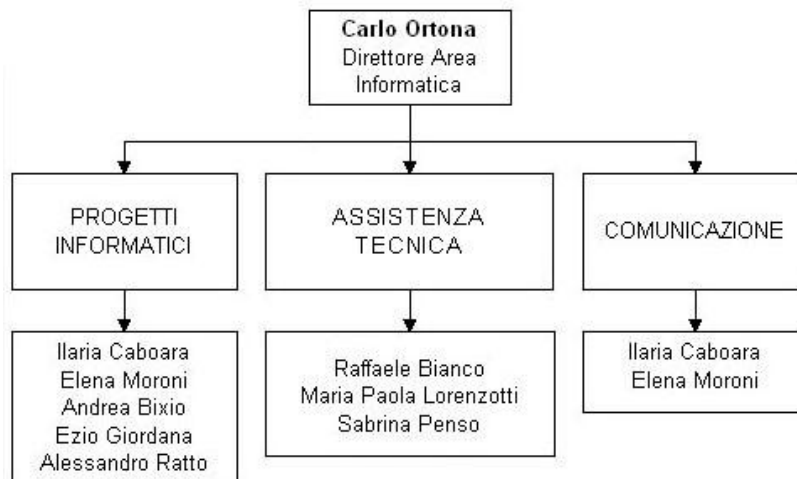 Carlo Ortona
Direttore Area
Informatica
PROGETTI
INFORMATICI
ASSISTENZA
TECNICA
COMUNICAZIONE
Ilaria Caboara
Elena Moroni
Andrea Bixio
Ezio Giordana
Alessandro Ratto
Raffaele Bianco
Maria Paola Lorenzotti
Sabrina Penso
Ilaria Caboara
Elena Moroni